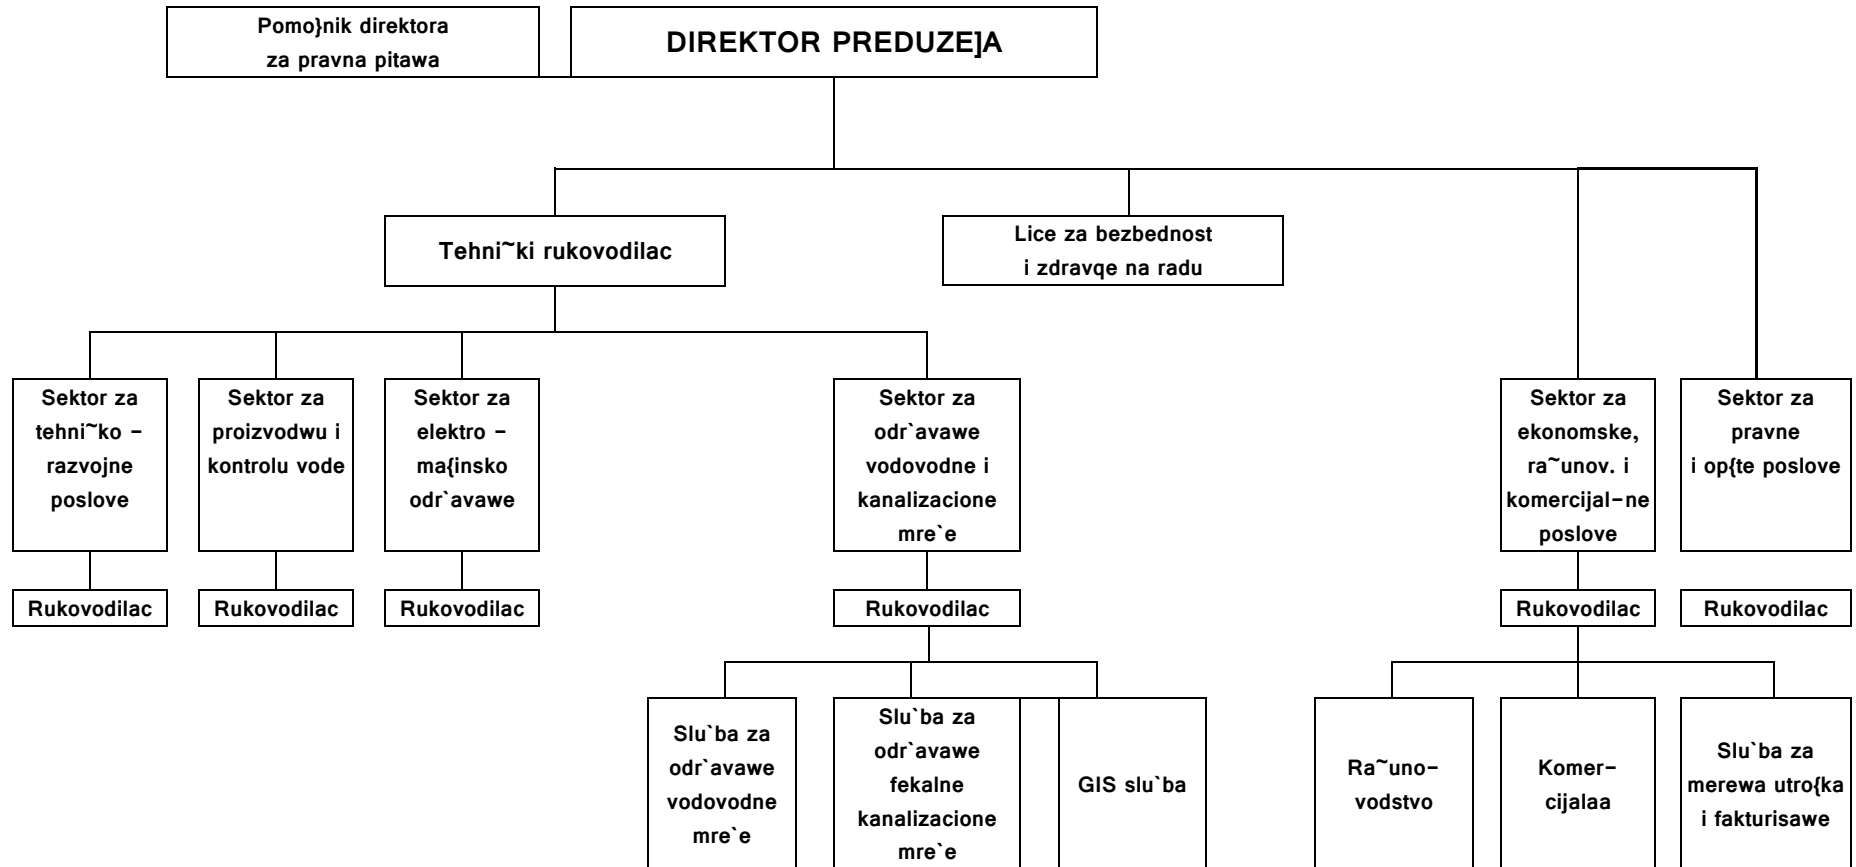 Pomo}nik direktora
za pravna pitawa
DIREKTOR PREDUZE]A
Tehni~ki rukovodilac
Lice za bezbednost
i zdravqe na radu
Sektor za
tehni~ko -
razvojne
poslove
Sektor za
proizvodwu i
kontrolu vode
Sektor za
elektro -
ma{insko
odr`avawe
Sektor za
odr`avawe
vodovodne i
kanalizacione
mre`e
Sektor za
ekonomske,
ra~unov. i
komercijal-ne
poslove
Sektor za
pravne
i op{te poslove
Rukovodilac
Rukovodilac
Rukovodilac
Rukovodilac
Rukovodilac
Rukovodilac
Slu`ba za
odr`avawe
vodovodne
mre`e
Slu`ba za
odr`avawe
fekalne
kanalizacione
mre`e
GIS slu`ba
Ra~uno-
vodstvo
Komer-
cijalaa
Slu`ba za
merewa utro{ka
i fakturisawe